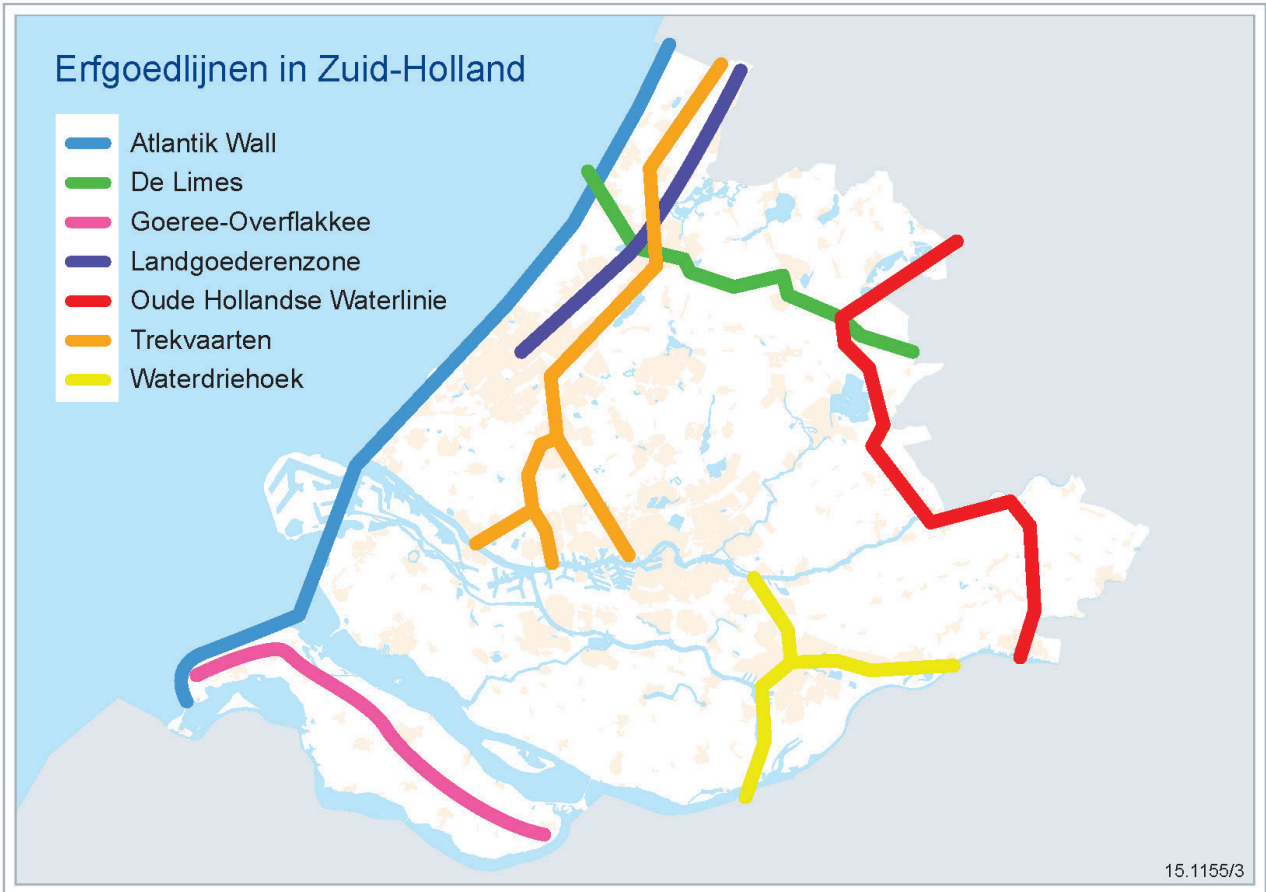 Erfgoedlijnen in Zuid-Holland
Atlantik Wall
De Limes
Goeree-Overflakkee
Landgoederenzone
Oude Hollandse Waterlinie
Trekvaarten
Waterdriehoek
15.1155/3